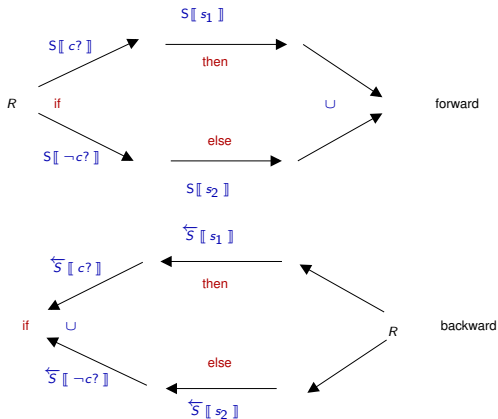 S⟦ s₁ ⟧
S⟦ c? ⟧
then
R if ∪ forward
else
S⟦ ¬c? ⟧
S⟦ s₂ ⟧
S⃖⟦ s₁ ⟧
S⃖⟦ c? ⟧
then
if ∪ R backward
else
S⃖⟦ ¬c? ⟧
S⃖⟦ s₂ ⟧